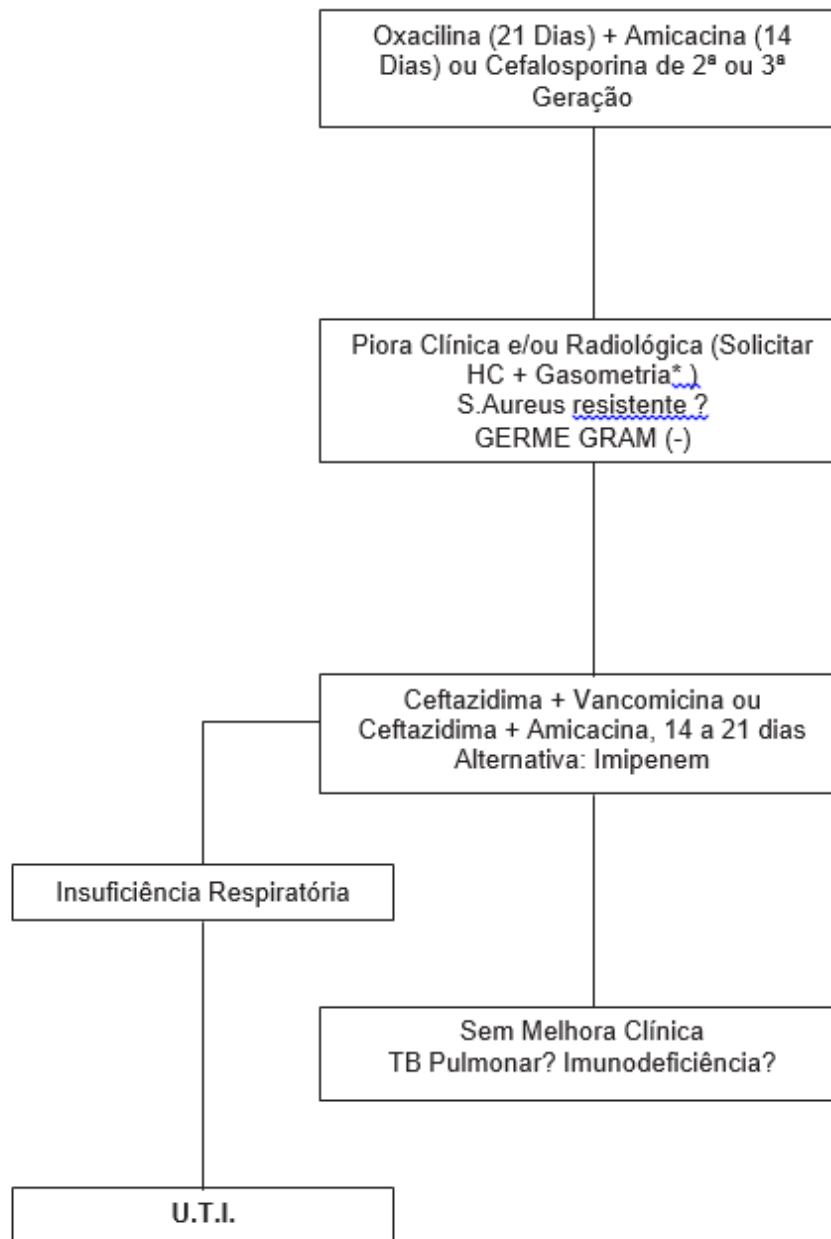 Oxacilina (21 Dias) + Amicacina (14
Dias) ou Cefalosporina de 2ª ou 3ª
Geração
Piora Clínica e/ou Radiológica (Solicitar
HC + Gasometria* )
S.Aureus resistente ?
GERME GRAM (-)
Ceftazidima + Vancomicina ou
Ceftazidima + Amicacina, 14 a 21 dias
Alternativa: Imipenem
Insuficiência Respiratória
Sem Melhora Clínica
TB Pulmonar? Imunodeficiência?
U.T.I.